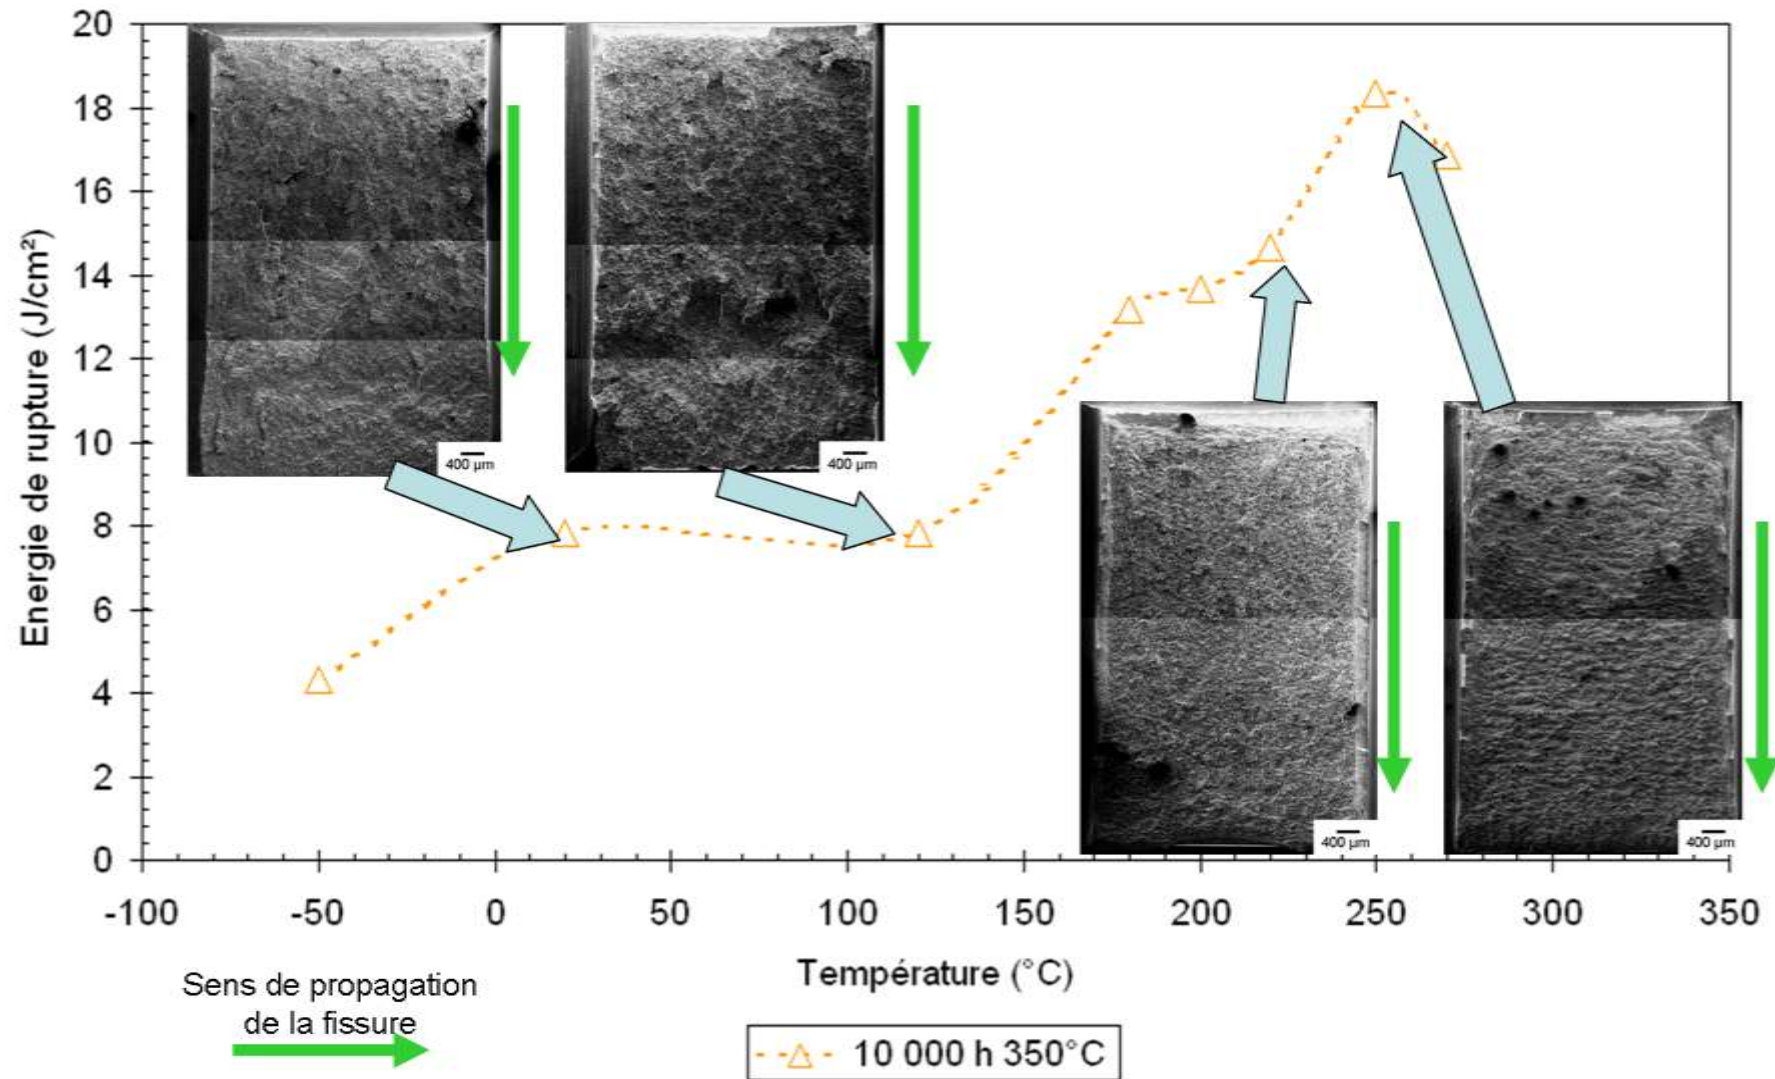 Energie de rupture (J/cm²)
20
18
16
14
12
10
8
6
4
2
0
400 µm
400 µm
400 µm
400 µm
-100
-50
0
50
100
150
200
250
300
350
Température (°C)
Sens de propagation
de la fissure
10 000 h 350°C